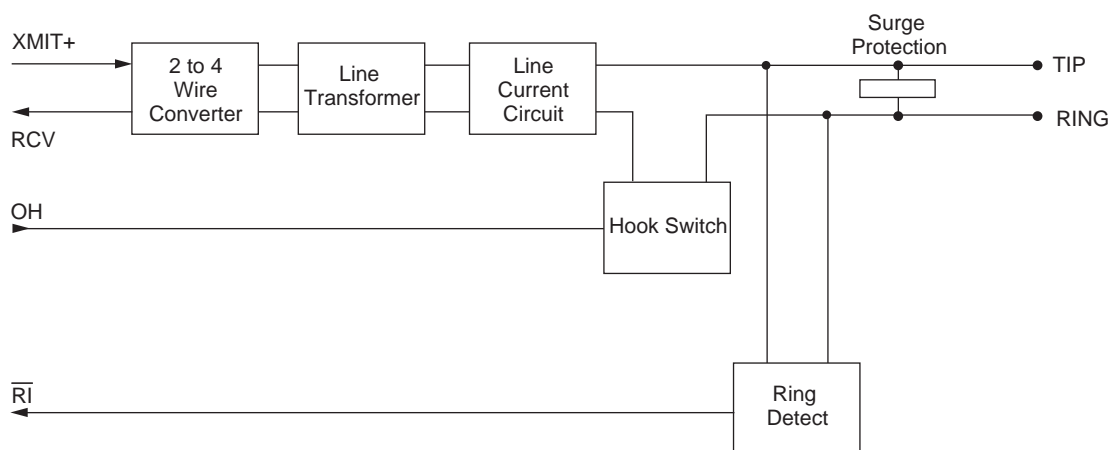 Surge
Protection
XMIT+
2 to 4
Wire
Converter
Line
Transformer
Line
Current
Circuit
TIP
RING
RCV
OH
Hook Switch
R̅I̅
Ring
Detect